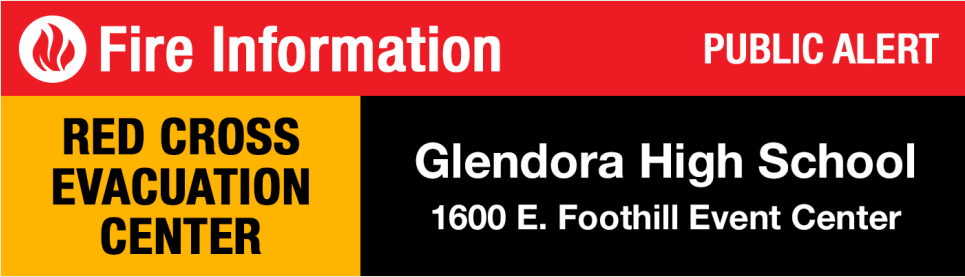 Fire Information
PUBLIC ALERT
RED CROSS
EVACUATION
CENTER
Glendora High School
1600 E. Foothill Event Center